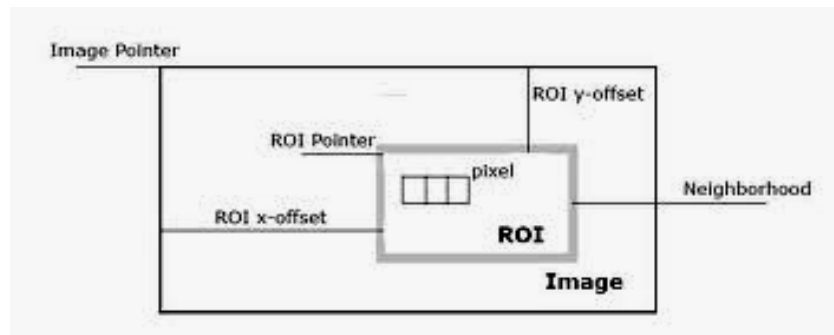 Image Pointer
ROI y-offset
ROI Pointer
pixel
Neighborhood
ROI x-offset
ROI
Image